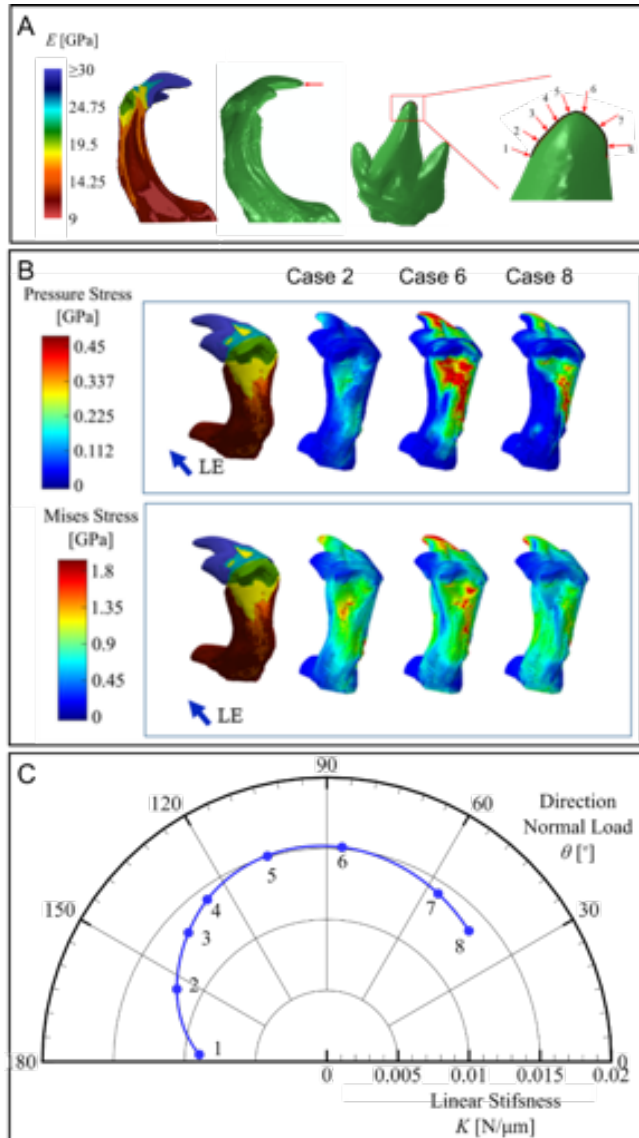 A
E [GPa]
≥30
24.75
19.5
14.25
9
1
2
3
4
5
6
7
8
B
Case 2
Case 6
Case 8
Pressure Stress
[GPa]
0.45
0.337
0.225
0.112
0
LE
Mises Stress
[GPa]
1.8
1.35
0.9
0.45
0
LE
C
90
120
60
150
30
80
0
Direction
Normal Load
θ [°]
1
2
3
4
5
6
7
8
0
0.005
0.01
0.015
0.02
Linear Stifsness
K [N/μm]